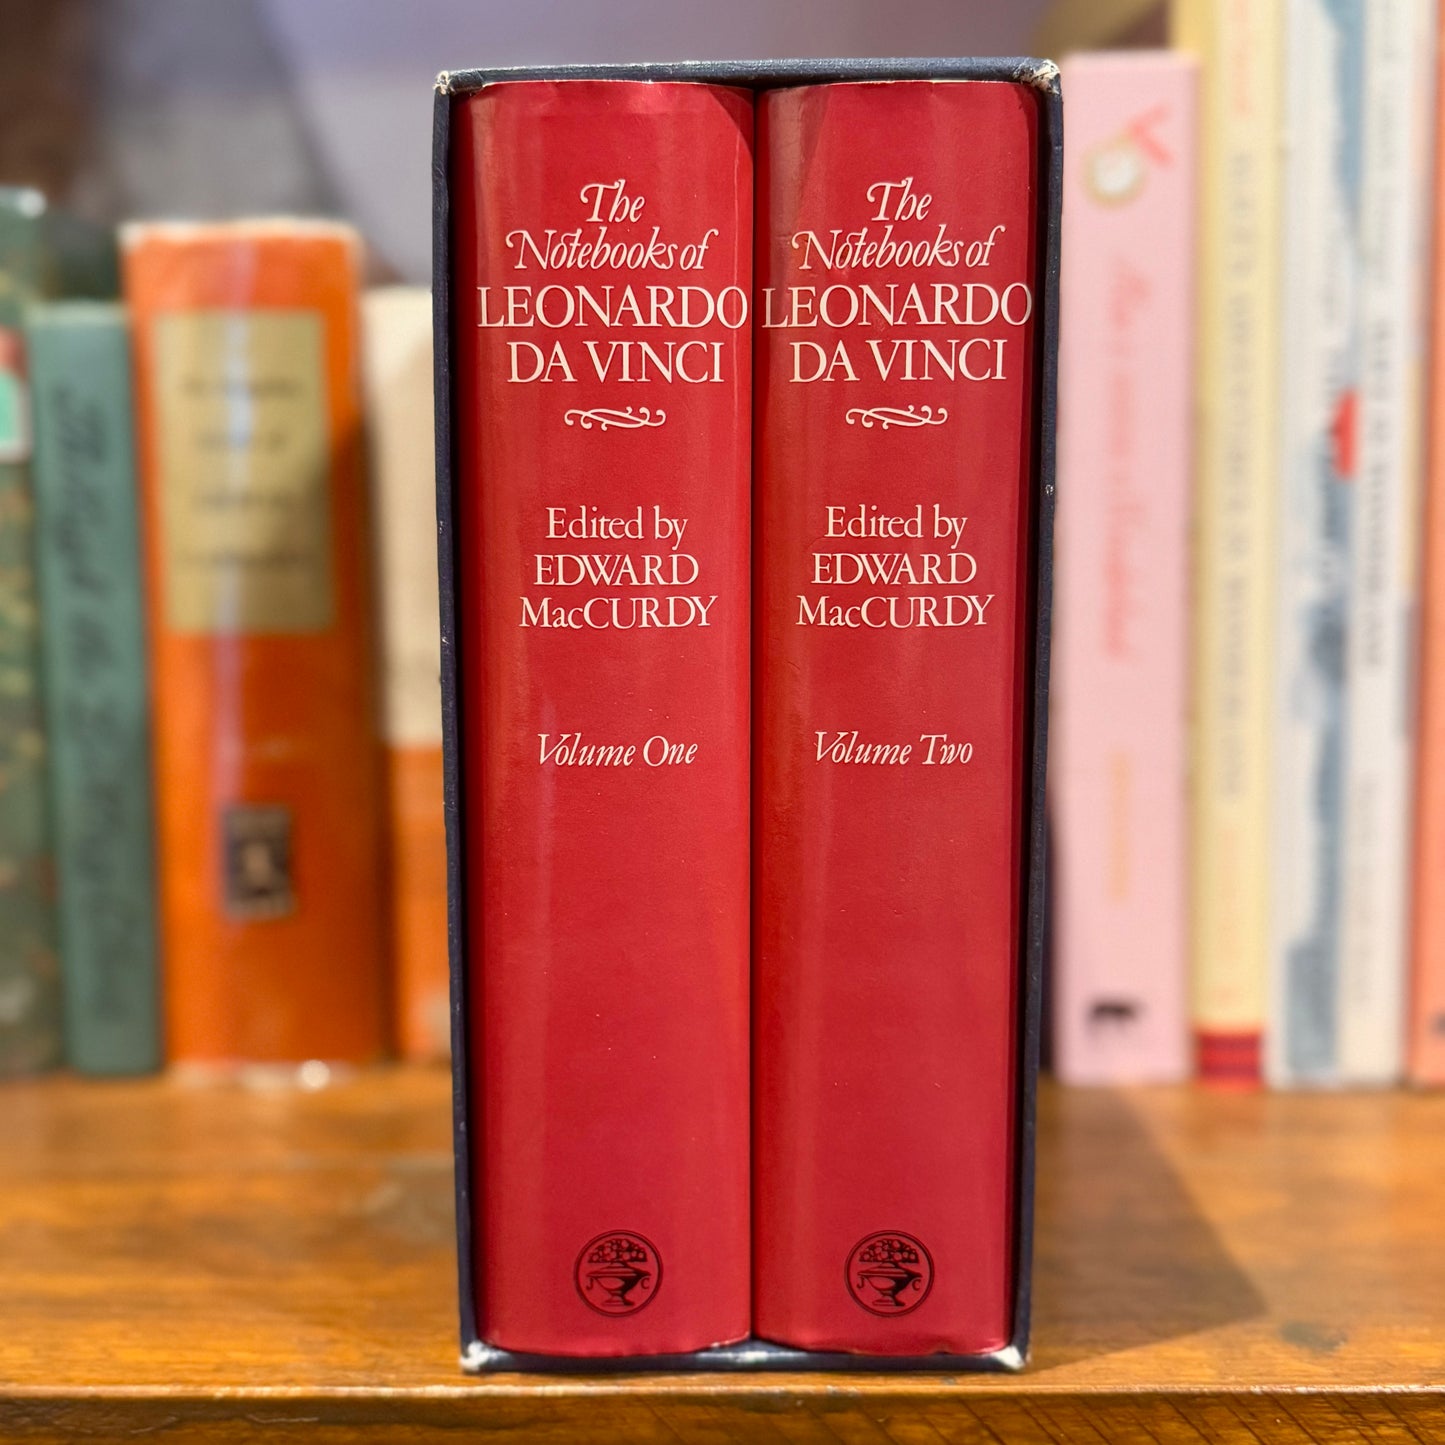 The
Notebooks of
LEONARDO
DA VINCI
Edited by
EDWARD
MacCURDY
Volume One
J C
The
Notebooks of
LEONARDO
DA VINCI
Edited by
EDWARD
MacCURDY
Volume Two
J C